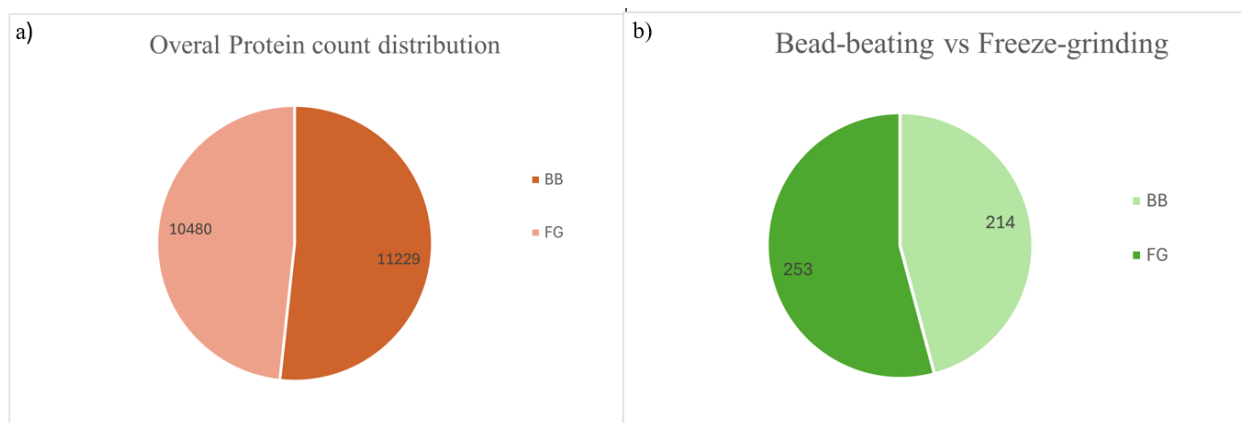 a)
Overal Protein count distribution
10480
11229
BB
FG
b)
Bead-beating vs Freeze-grinding
253
214
BB
FG